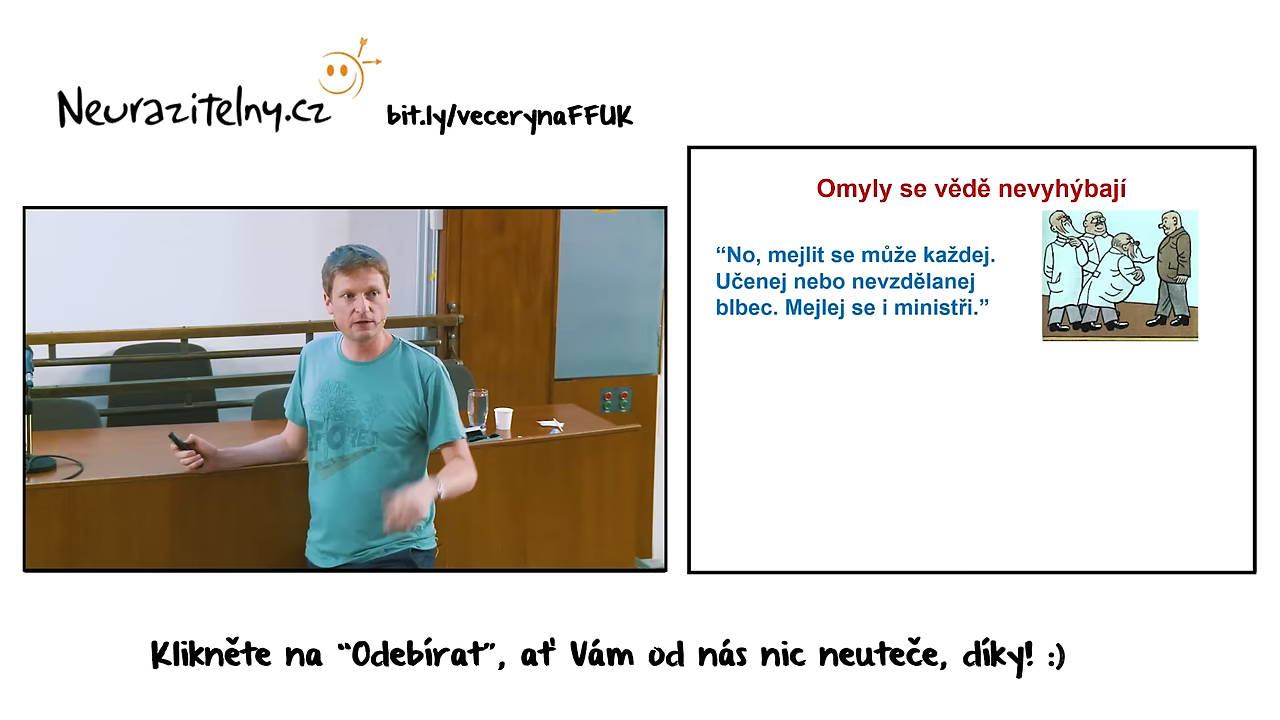 Neurazitelny.cz
bit.ly/vecerynaFFUK
Omyly se vědě nevyhýbají
“No, mejlit se může každej.
Učenej nebo nevzdělanej
blbec. Mejlej se i ministři.”
Klikněte na “Odebírat”, ať Vám od nás nic neuteče, díky! :)